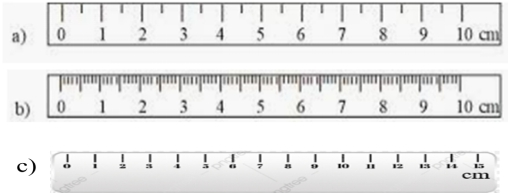 a) 0 1 2 3 4 5 6 7 8 9 10 cm
b) 0 1 2 3 4 5 6 7 8 9 10 cm
c) 0 1 2 3 4 5 6 7 8 9 10 11 12 13 14 15
cm